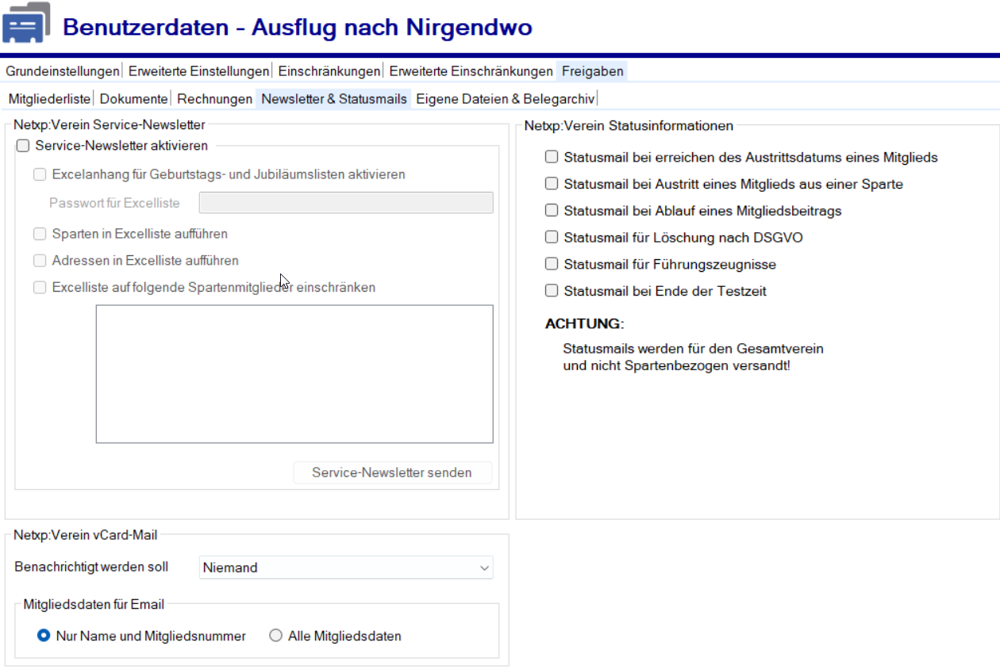 Benutzerdaten - Ausflug nach Nirgendwo
Grundeinstellungen Erweiterte Einstellungen Einschränkungen Erweiterte Einschränkungen Freigaben
Mitgliederliste Dokumente Rechnungen Newsletter & Statusmails Eigene Dateien & Belegarchiv
Netxp:Verein Service-Newsletter
Service-Newsletter aktivieren
Excelanhang für Geburtstags- und Jubiläumslisten aktivieren
Passwort für Excelliste
Sparten in Excelliste aufführen
Adressen in Excelliste aufführen
Excelliste auf folgende Spartenmitglieder einschränken
Service-Newsletter senden
Netxp:Verein Statusinformationen
Statusmail bei erreichen des Austrittsdatums eines Mitglieds
Statusmail bei Austritt eines Mitglieds aus einer Sparte
Statusmail bei Ablauf eines Mitgliedsbeitrags
Statusmail für Löschung nach DSGVO
Statusmail für Führungszeugnisse
Statusmail bei Ende der Testzeit
ACHTUNG:
Statusmails werden für den Gesamtverein
und nicht Spartenbezogen versandt!
Netxp:Verein vCard-Mail
Benachrichtigt werden soll Niemand
Mitgliedsdaten für Email
Nur Name und Mitgliedsnummer Alle Mitgliedsdaten